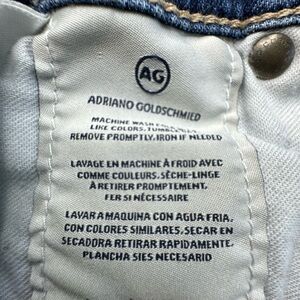 AG
ADRIANO GOLDSCHMIED
MACHINE WASH
LIKE COLORS.
REMOVE PROMPTLY. IRON IF NEEDED
LAVAGE EN MACHINE À FROID AVEC
COMME COULEURS. SÈCHE-LINGE
À RETIRER PROMPTEMENT.
FER SI NÉCESSAIRE
LAVAR A MAQUINA CON AGUA FRIA.
CON COLORES SIMILARES. SECAR EN
SECADORA RETIRAR RAPIDAMENTE.
PLANCHA SIES NECESARIO